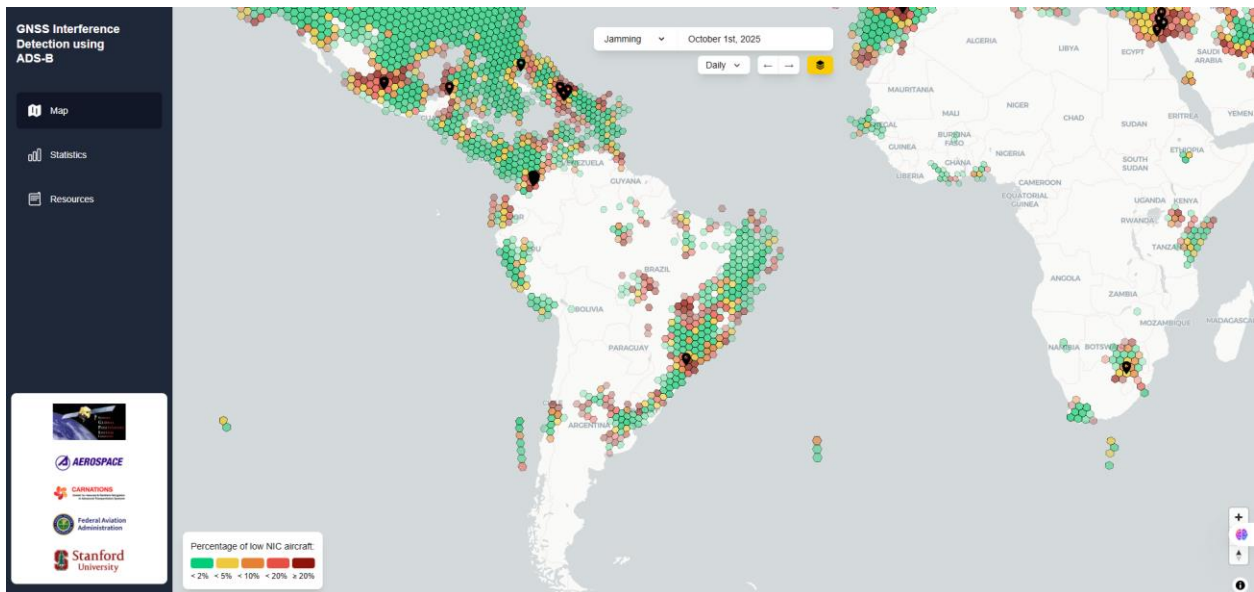 GNSS Interference
Detection using
ADS-B
Map
Statistics
Resources
AEROSPACE
CARNATIONS
Federal Aviation
Administration
Stanford
University
Jamming
October 1st, 2025
Daily
← →
ALGERIA
LIBYA
EGYPT
SAUDI
ARABIA
MAURITANIA
MALI
NIGER
CHAD
SUDAN
ERITREA
YEMEN
BURKINA
FASO
GUINEA
NIGERIA
ETHIOPIA
LIBERIA
GHANA
SOUTH
SUDAN
CAMEROON
EQUATORIAL
GUINEA
UGANDA
KENYA
RWANDA
TANZA
ANGOLA
ZAMBIA
MOZAMBIQUE
MADAGASCA
NAMIBIA
BOTSW
GUYANA
BRAZIL
BOLIVIA
PARAGUAY
ARGENTINA
Percentage of low NIC aircraft:
< 2% < 5% < 10% < 20% ≥ 20%
+